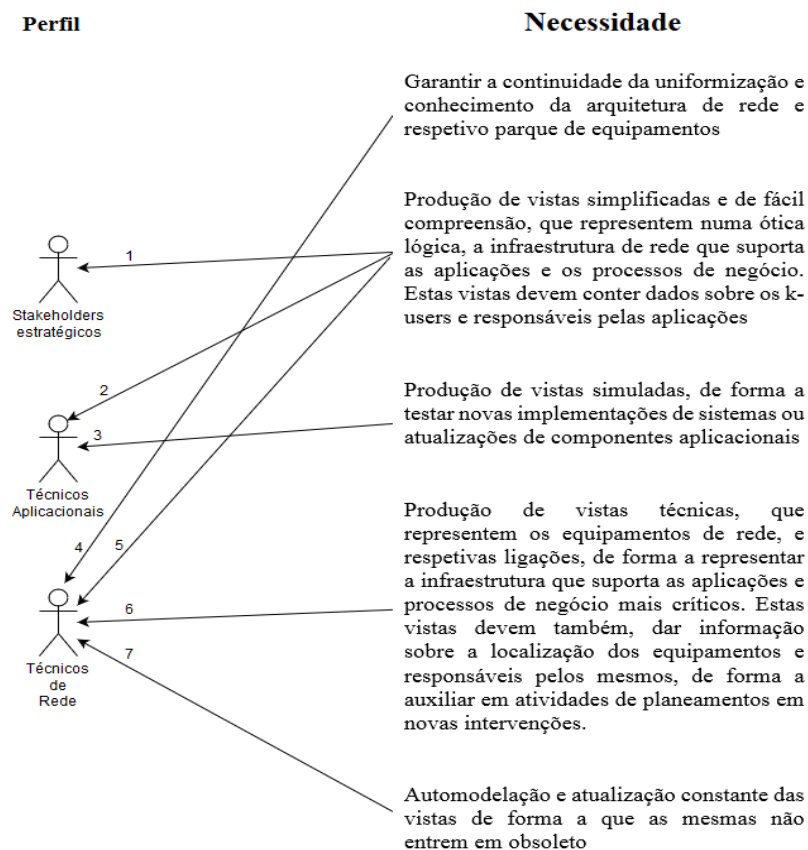 Perfil
Necessidade
Garantir a continuidade da uniformização e
conhecimento da arquitetura de rede e
respetivo parque de equipamentos
Produção de vistas simplificadas e de fácil
compreensão, que representem numa ótica
lógica, a infraestrutura de rede que suporta
as aplicações e os processos de negócio.
Estas vistas devem conter dados sobre os k-
users e responsáveis pelas aplicações
1
Stakeholders
estratégicos
2
3
Técnicos
Aplicacionais
Produção de vistas simuladas, de forma a
testar novas implementações de sistemas ou
atualizações de componentes aplicacionais
4
5
6
7
Técnicos
de
Rede
Produção de vistas técnicas, que
representem os equipamentos de rede, e
respetivas ligações, de forma a representar
a infraestrutura que suporta as aplicações e
processos de negócio mais críticos. Estas
vistas devem também, dar informação
sobre a localização dos equipamentos e
responsáveis pelos mesmos, de forma a
auxiliar em atividades de planeamentos em
novas intervenções.
Automodelação e atualização constante das
vistas de forma a que as mesmas não
entrem em obsoleto